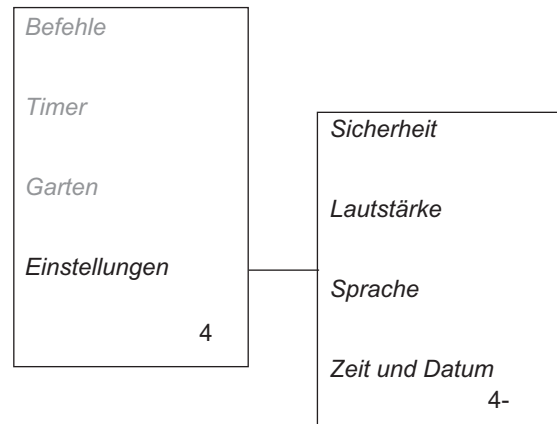 Befehle
Timer
Garten
Einstellungen
4
Sicherheit
Lautstärke
Sprache
Zeit und Datum
4-